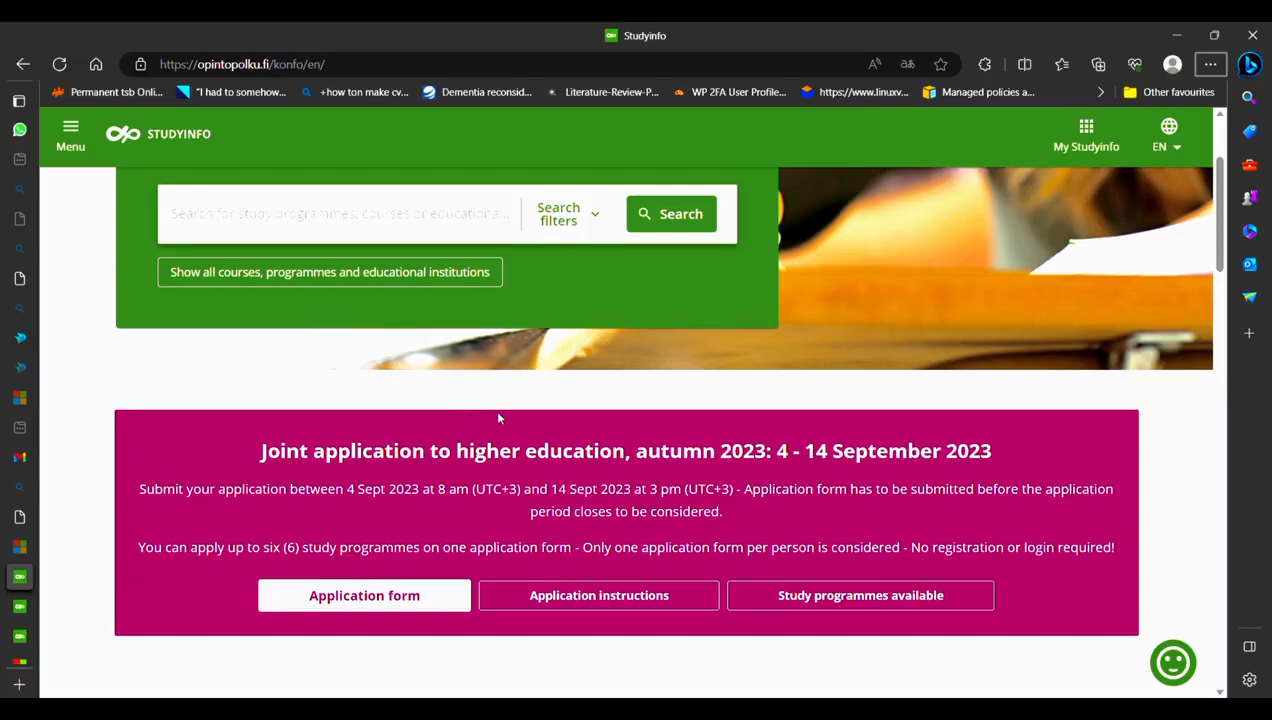 Studyinfo
https://opintopolku.fi/konfo/en/
Permanent tsb Onli...
"I had to somehow...
+how ton make cv...
Dementia reconsid...
Literature-Review-P...
WP 2FA User Profile...
https://www.linuxv...
Managed policies a...
Other favourites
Menu
STUDYINFO
My Studyinfo
EN
Search for study programmes, courses or educationa...
Search
filters
Search
Show all courses, programmes and educational institutions
Joint application to higher education, autumn 2023: 4 - 14 September 2023
Submit your application between 4 Sept 2023 at 8 am (UTC+3) and 14 Sept 2023 at 3 pm (UTC+3) - Application form has to be submitted before the application
period closes to be considered.
You can apply up to six (6) study programmes on one application form - Only one application form per person is considered - No registration or login required!
Application form
Application instructions
Study programmes available